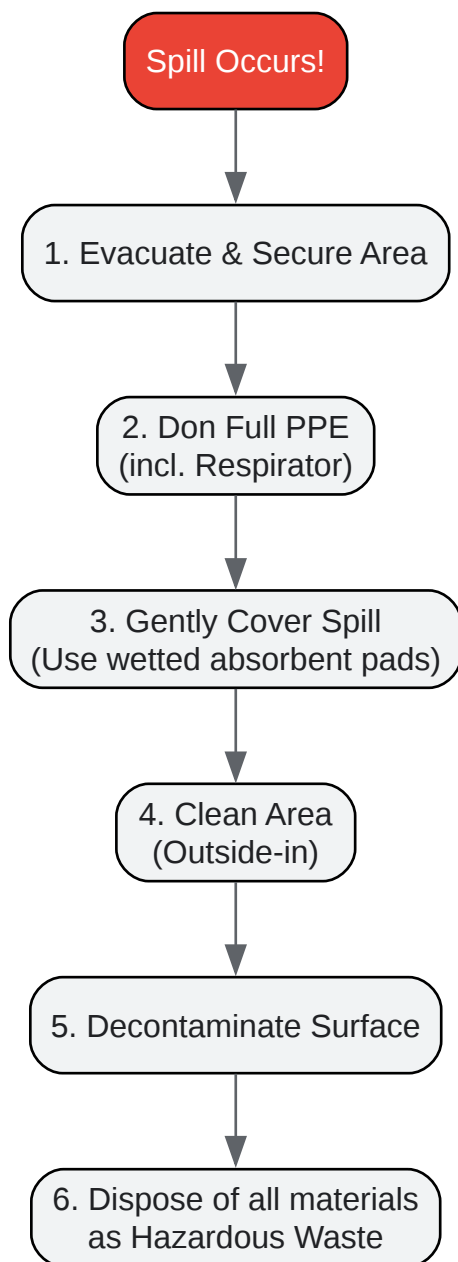 Spill Occurs!
1. Evacuate & Secure Area
2. Don Full PPE
(incl. Respirator)
3. Gently Cover Spill
(Use wetted absorbent pads)
4. Clean Area
(Outside-in)
5. Decontaminate Surface
6. Dispose of all materials
as Hazardous Waste